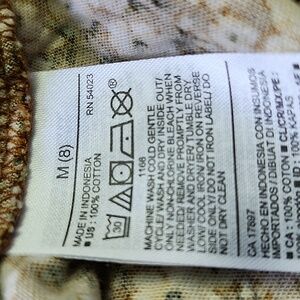 M (8)
RN 54023
MADE IN INDONESIA
US : 100% COTTON
30
1166
MACHINE WASH COLD GENTLE
CYCLE/ WASH AND DRY INSIDE OUT/
ONLY NON-CHLORINE BLEACH WHEN
NEEDED/ REMOVE PROMPTLY FROM
WASHER AND DRYER/ TUMBLE DRY
LOW/ COOL IRON/ IRON ON REVERSE
SIDE ONLY/ DO NOT IRON LABEL/ DO
NOT DRY CLEAN
CA 17897
HECHO EN INDONESIA CON INSUMOS
IMPORTADOS / DIBUAT DI INDONESIA
CA : 100% COTTON